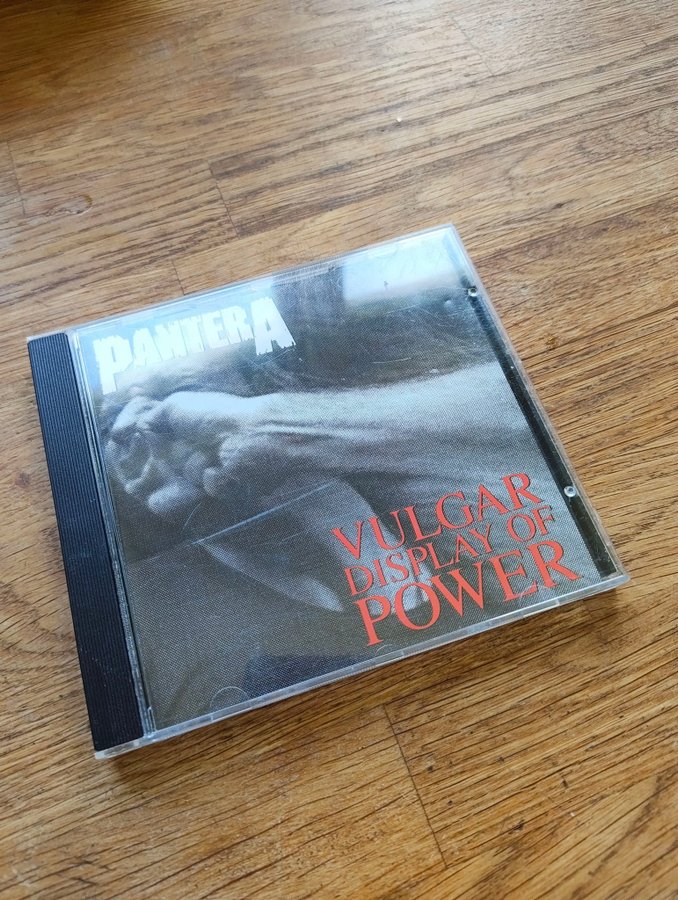 PANTERA
VULGAR
DISPLAY OF
POWER